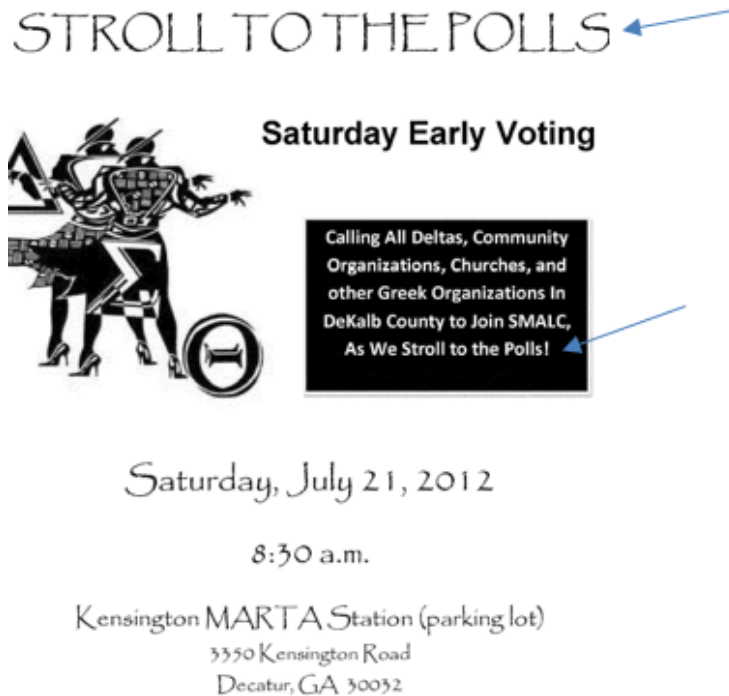 STROLL TO THE POLLS
Saturday Early Voting
Δ
Σ
Θ
Calling All Deltas, Community
Organizations, Churches, and
other Greek Organizations In
DeKalb County to Join SMALC,
As We Stroll to the Polls!
Saturday, July 21, 2012
8:30 a.m.
Kensington MARTA Station (parking lot)
3350 Kensington Road
Decatur, GA 30032